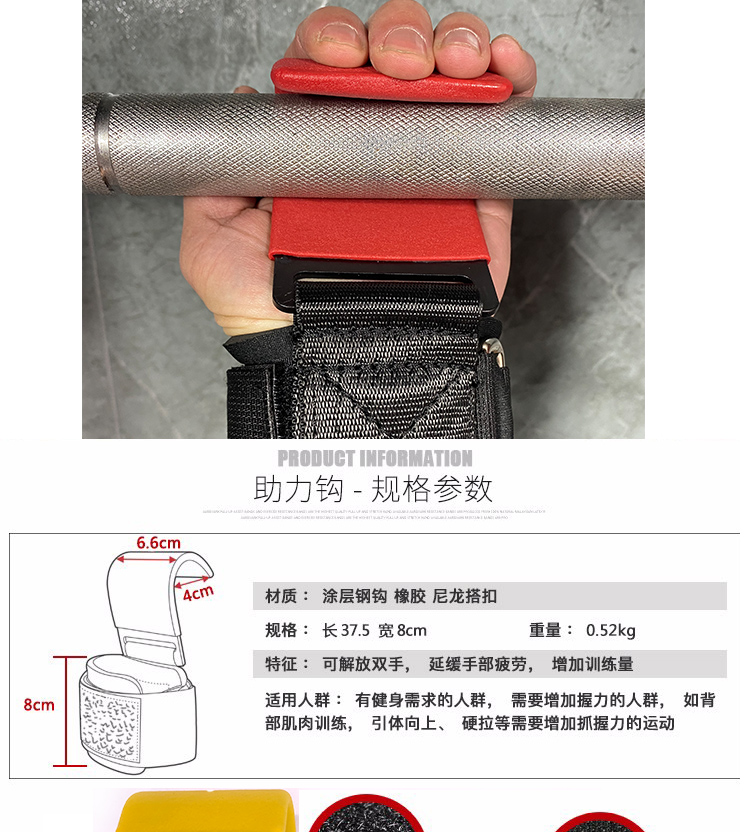 PRODUCT INFORMATION
助力钩 - 规格参数
6.6cm
4cm
8cm
材质： 涂层钢钩 橡胶 尼龙搭扣
规格： 长 37.5 宽 8cm 重量： 0.52kg
特征： 可解放双手， 延缓手部疲劳， 增加训练量
适用人群： 有健身需求的人群， 需要增加握力的人群， 如背
部肌肉训练， 引体向上、 硬拉等需要增加抓握力的运动